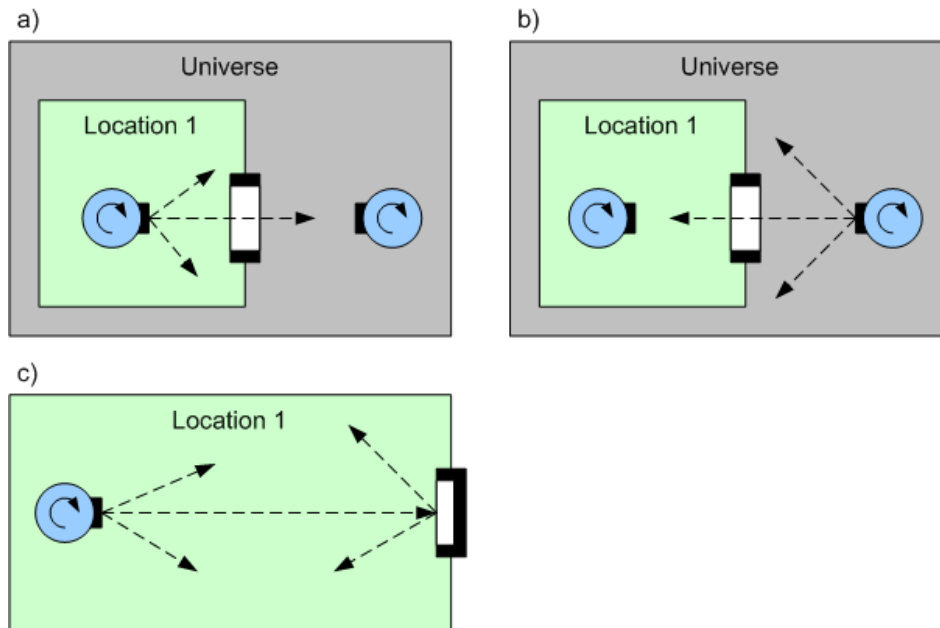 a)
Universe
Location 1
b)
Universe
Location 1
c)
Location 1